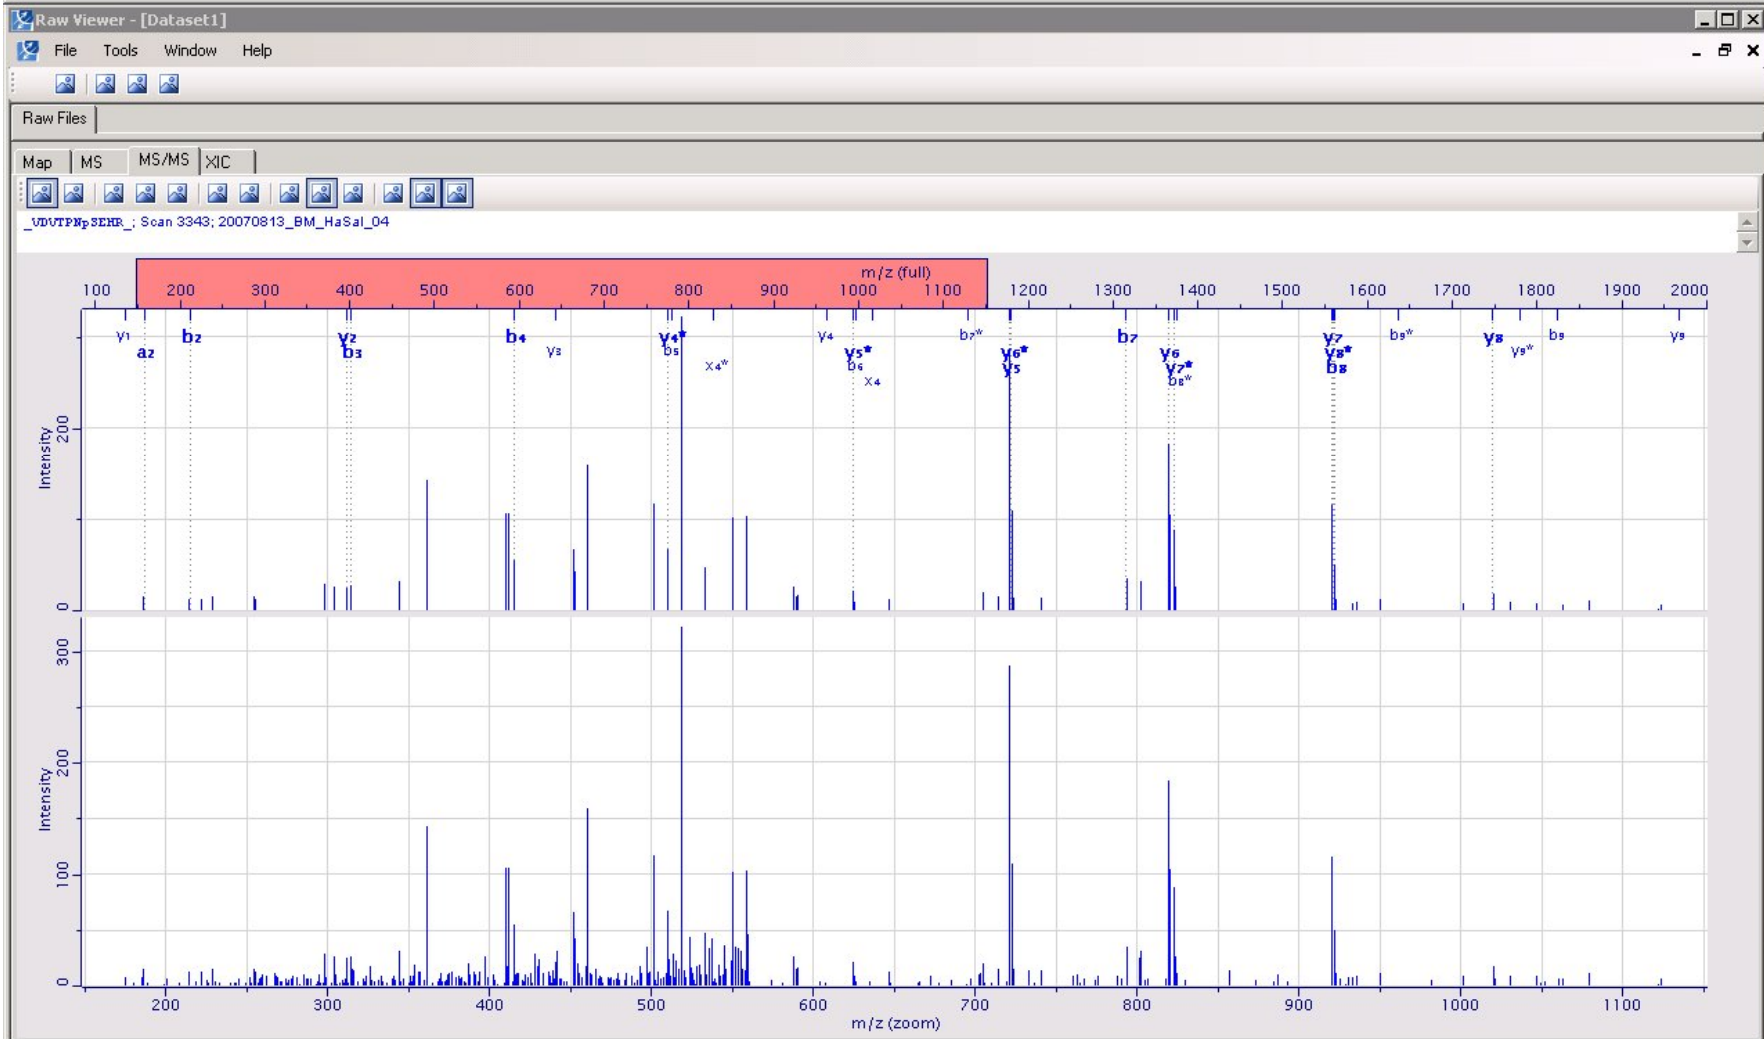 Raw Viewer - [Dataset1]
File Tools Window Help
Raw Files
Map MS MS/MS XIC
_VDVTPNpSEHR_; Scan 3343; 20070813_BM_HaSal_04
m/z (full)
100 200 300 400 500 600 700 800 900 1000 1100 1200 1300 1400 1500 1600 1700 1800 1900 2000
y1 b2 y2 b4 y4* y4 b7* b7 y7 b9* y8 b9 y9
a2 b3 y3 b5 y5* y6* y6 y8* y9*
x4* b6 y5 y7* b8
x4 b8*
Intensity
200
0
Intensity
300
200
100
0
200 300 400 500 600 700 800 900 1000 1100
m/z (zoom)